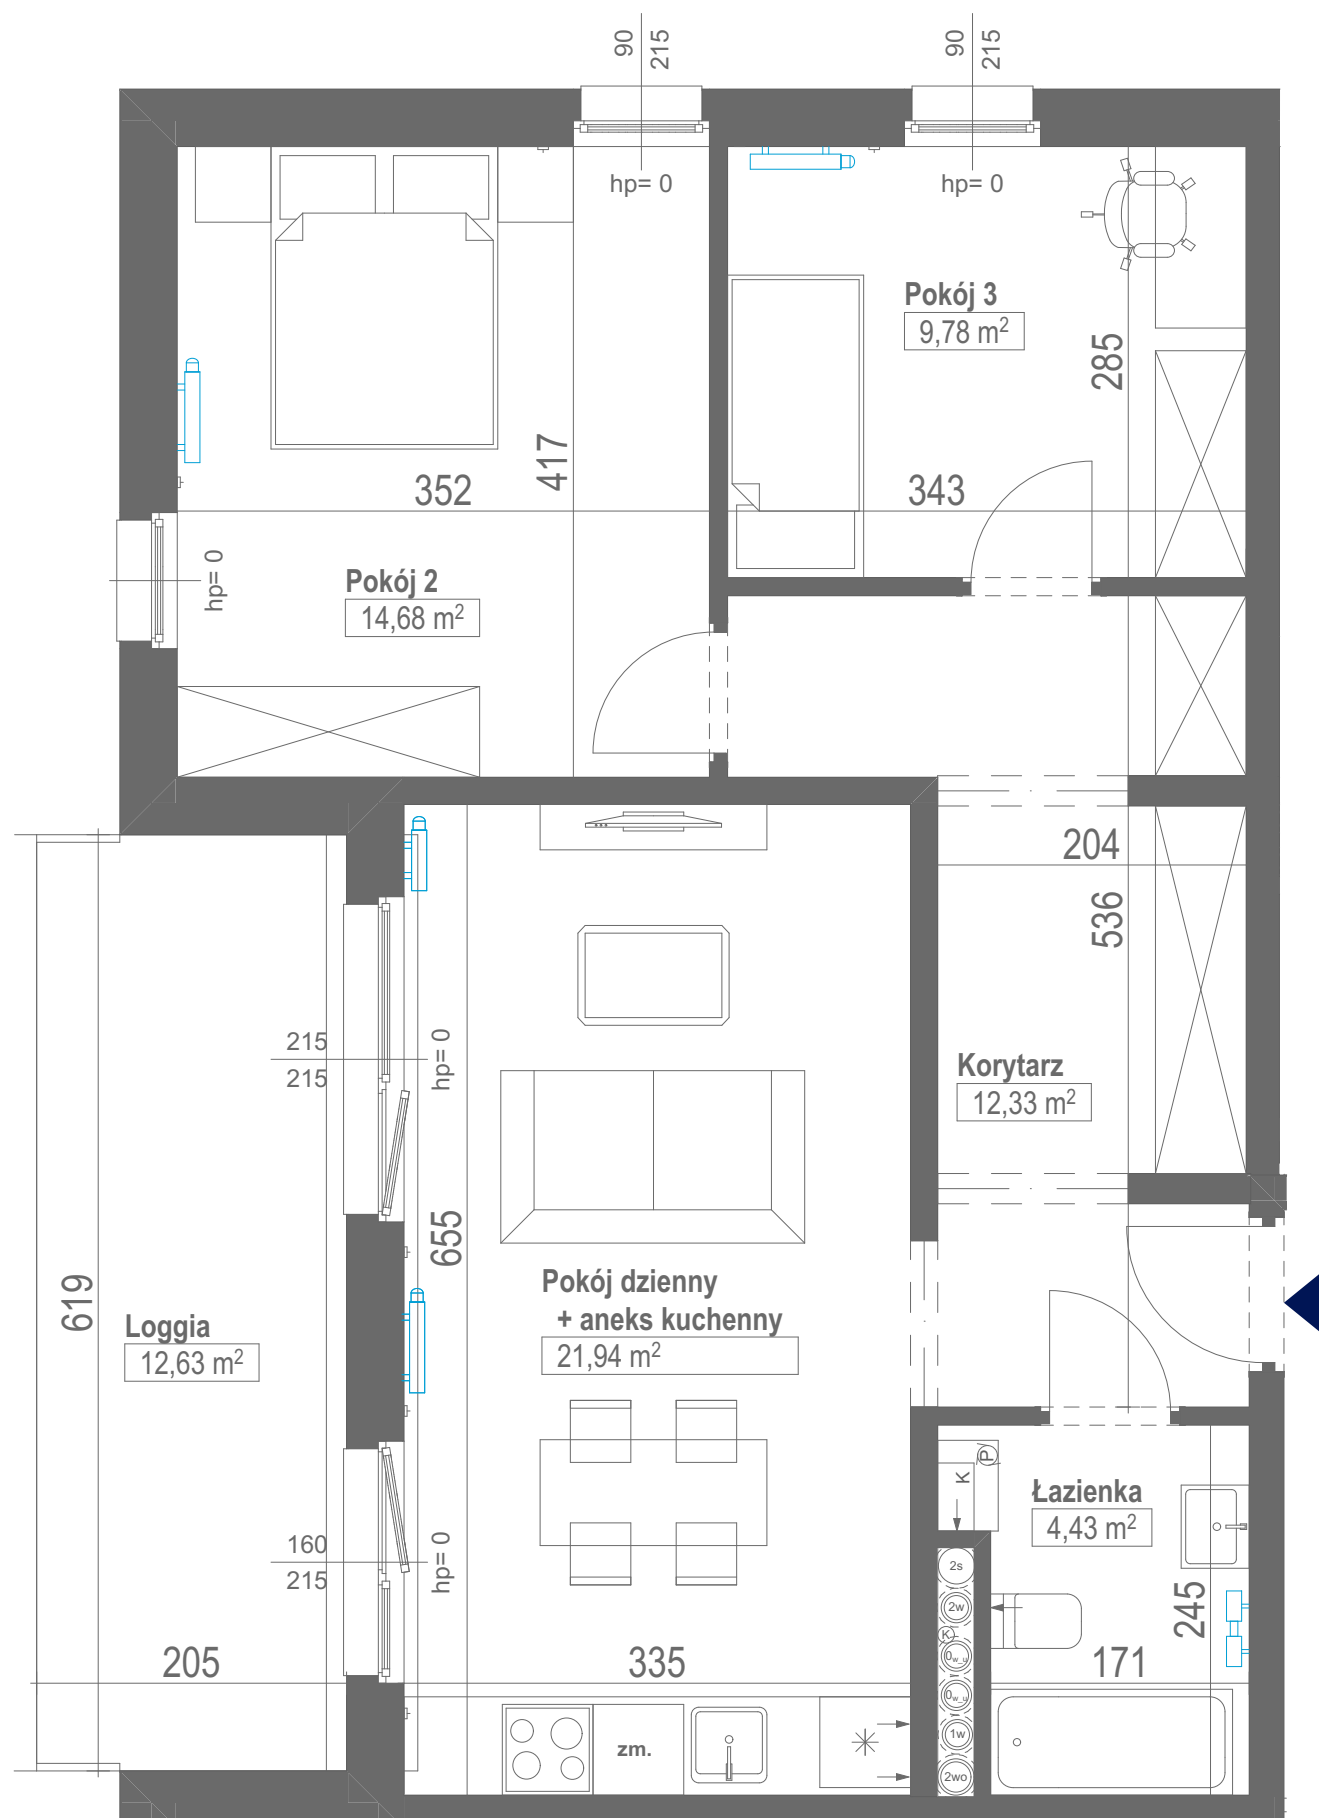 90
215
90
215
hp= 0
hp= 0
Pokój 3
9,78 m²
285
417
352
343
hp= 0
Pokój 2
14,68 m²
204
536
215
215
hp= 0
Korytarz
12,33 m²
655
619
Loggia
12,63 m²
Pokój dzienny
+ aneks kuchenny
21,94 m²
P
K
Łazienka
4,43 m²
160
215
hp= 0
2s
2w
K
0w_u
0w_u
1w
2wo
245
205
335
171
zm.